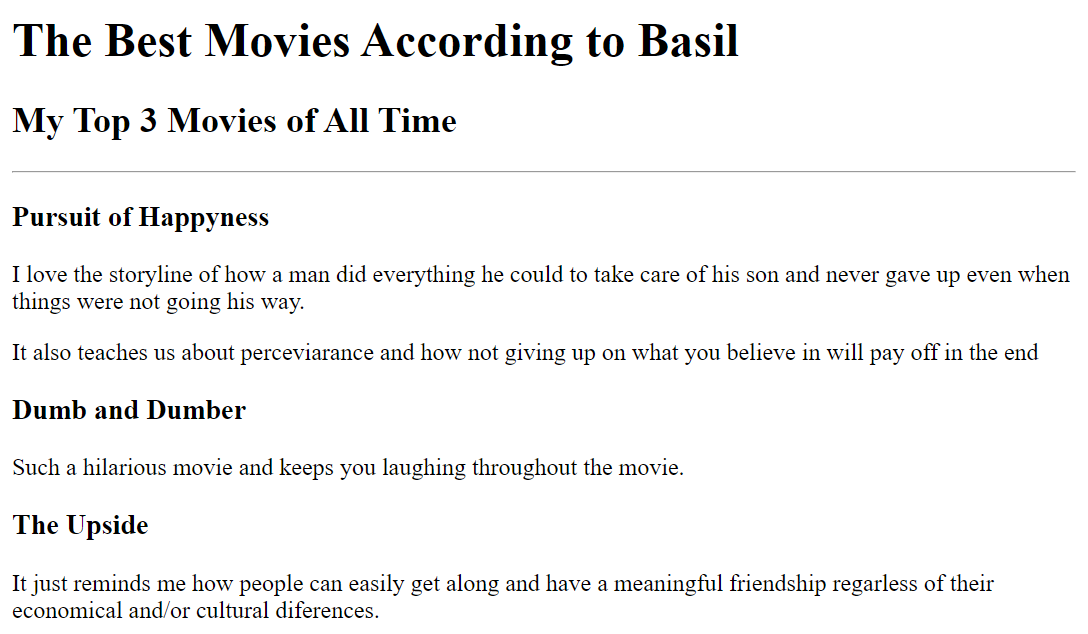 The Best Movies According to Basil
My Top 3 Movies of All Time
Pursuit of Happyness
I love the storyline of how a man did everything he could to take care of his son and never gave up even when
things were not going his way.
It also teaches us about perceviarance and how not giving up on what you believe in will pay off in the end
Dumb and Dumber
Such a hilarious movie and keeps you laughing throughout the movie.
The Upside
It just reminds me how people can easily get along and have a meaningful friendship regarless of their
economical and/or cultural diferences.